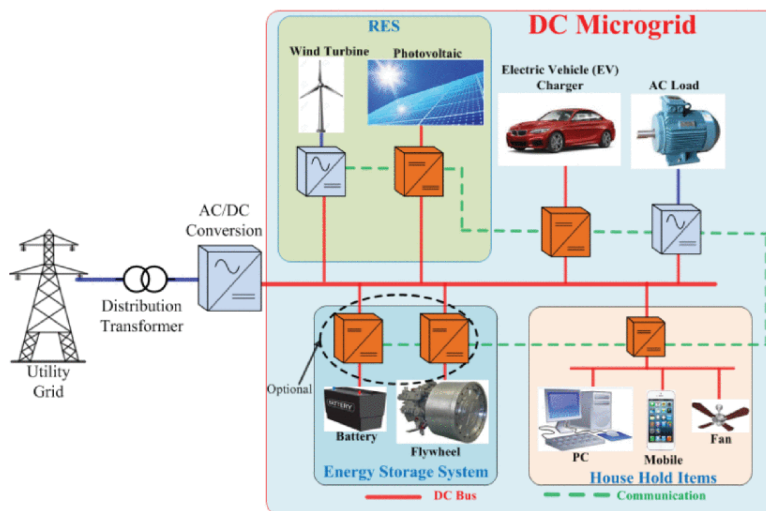 RES
DC Microgrid
Wind Turbine
Photovoltaic
Electric Vehicle (EV)
Charger
AC Load
AC/DC
Conversion
Distribution
Transformer
Utility
Grid
Optional
BATTERY
Battery
Flywheel
Energy Storage System
PC
Mobile
Fan
House Hold Items
DC Bus
Communication